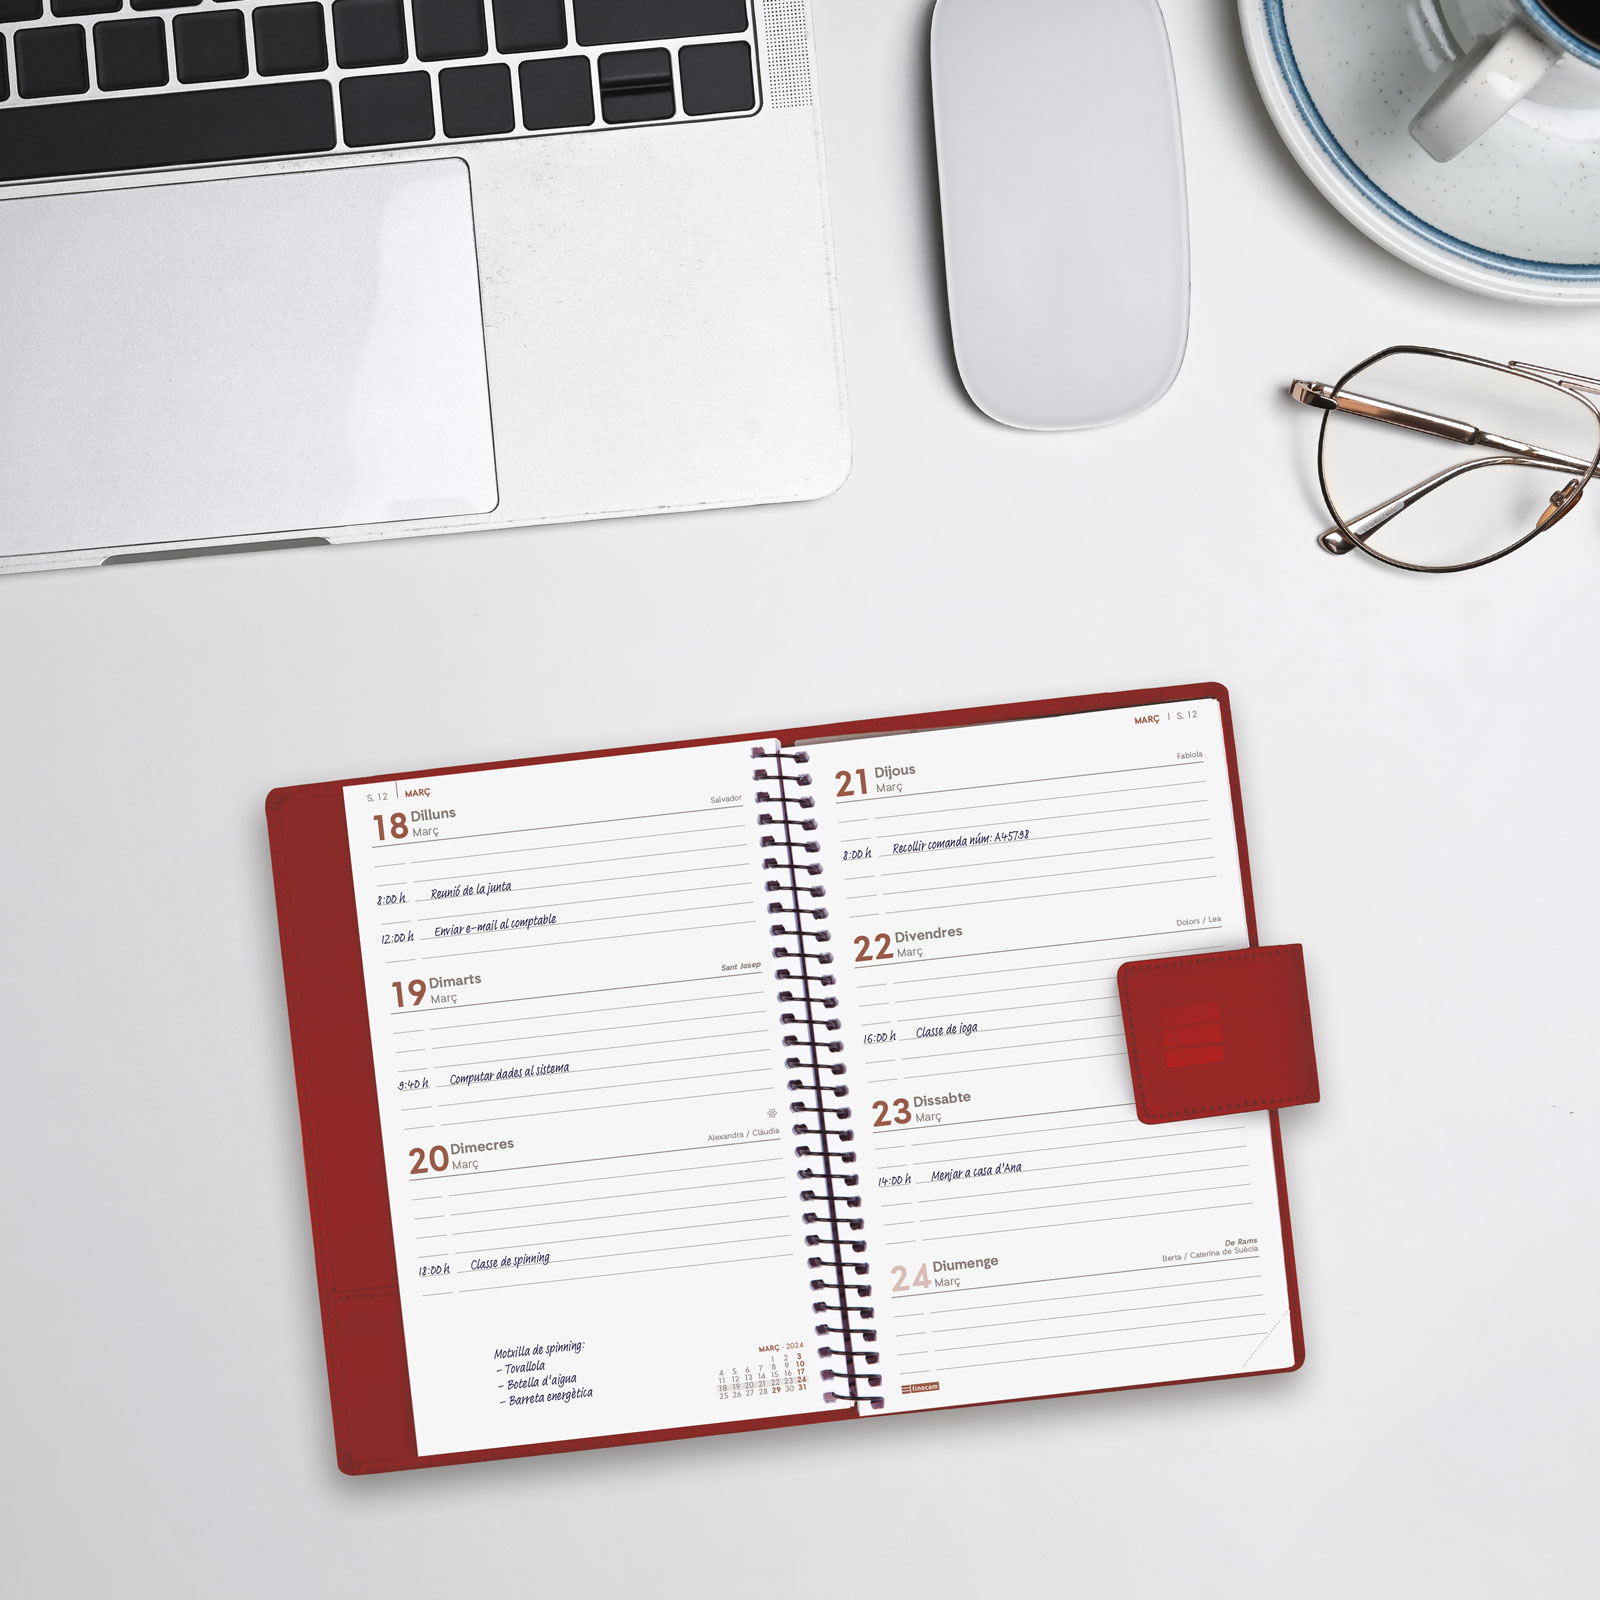 S. 12 | MARÇ
18 Dilluns
Març
Salvador
8:00 h Reunió de la junta
12:00 h Enviar e-mail al comptable
19 Dimarts
Març
Sant Josep
9:40 h Computar dades al sistema
20 Dimecres
Març
Alexandra / Clàudia
18:00 h Classe de spinning
Motxilla de spinning:
- Tovallola
- Botella d'aigua
- Barreta energètica
MARÇ - 2024
1 2 3
4 5 6 7 8 9 10
11 12 13 14 15 16 17
18 19 20 21 22 23 24
25 26 27 28 29 30 31
MARÇ | S. 12
21 Dijous
Març
Fabiola
8:00 h Recollir comanda núm: A45798
22 Divendres
Març
Dolors / Lea
16:00 h Classe de ioga
23 Dissabte
Març
14:00 h Menjar a casa d'Ana
24 Diumenge
Març
De Rams
Berta / Caterina de Suècia
finocam